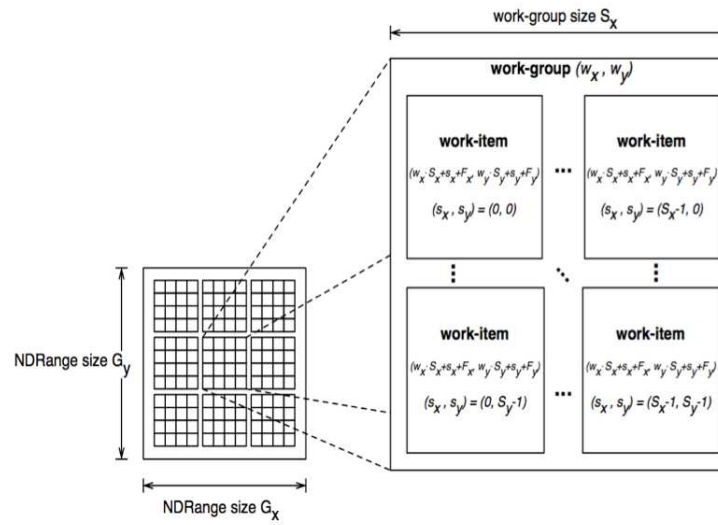 work-group size Sx
work-group (wx , wy)
work-item
(wx·Sx+sx+Fx, wy·Sy+sy+Fy)
(sx , sy) = (0, 0)
...
work-item
(wx·Sx+sx+Fx, wy·Sy+sy+Fy)
(sx , sy) = (Sx-1, 0)
work-item
(wx·Sx+sx+Fx, wy·Sy+sy+Fy)
(sx , sy) = (0, Sy-1)
...
work-item
(wx·Sx+sx+Fx, wy·Sy+sy+Fy)
(sx , sy) = (Sx-1, Sy-1)
NDRange size Gy
NDRange size Gx